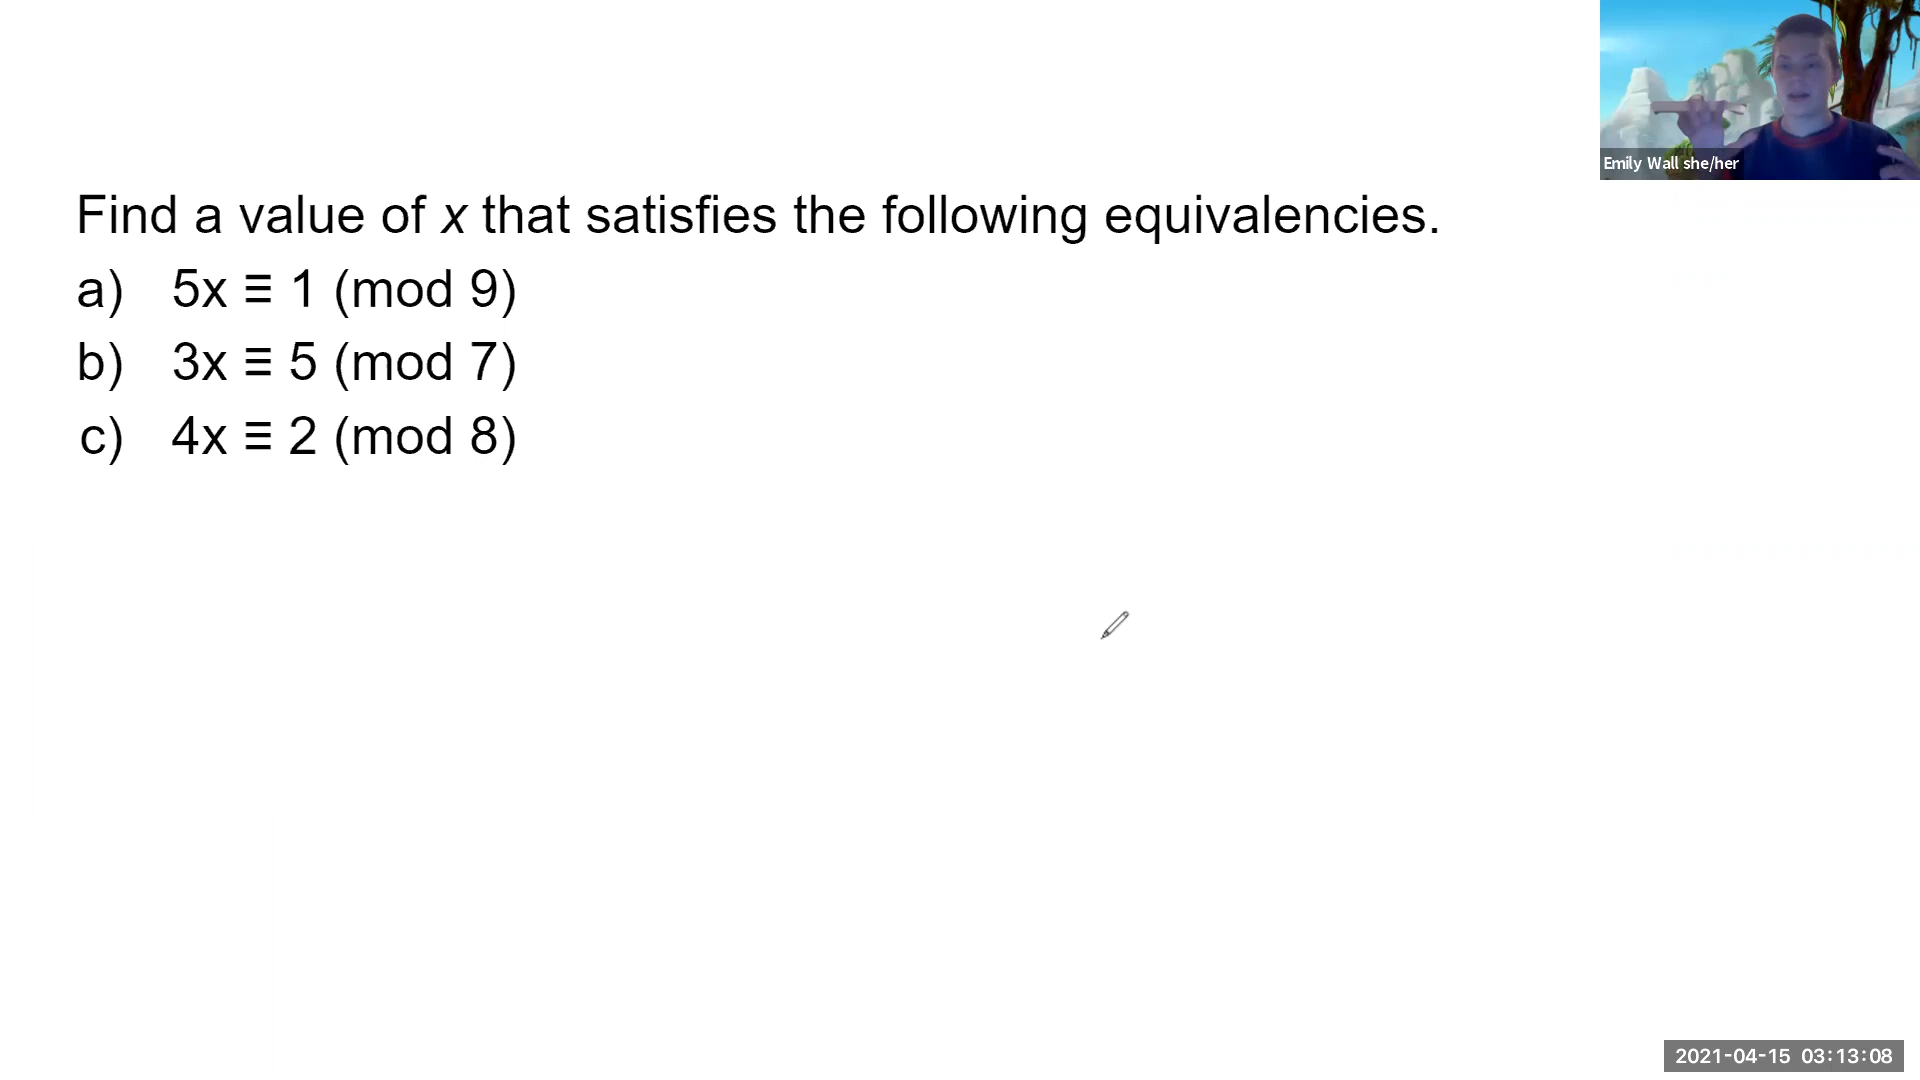 Emily Wall she/her
Find a value of x that satisfies the following equivalencies.
a) 5x ≡ 1 (mod 9)
b) 3x ≡ 5 (mod 7)
c) 4x ≡ 2 (mod 8)
2021-04-15 03:13:08